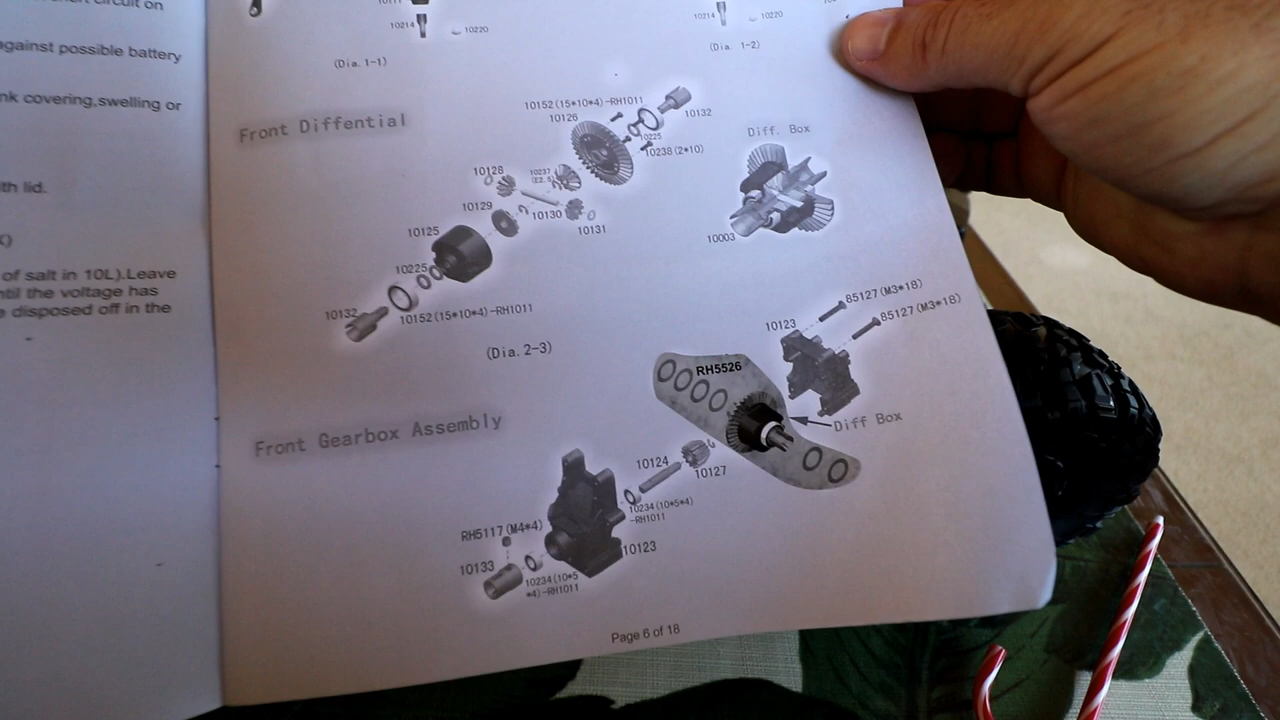 circuit on
against possible battery
covering,swelling or
th lid.
of salt in 10L).Leave
the voltage has
disposed off in the
10214
10220
(Dia. 1-1)
10214
10220
(Dia. 1-2)
Front Diffential
10152(15*10*4)-RH1011
10126
10132
10225
10238(2*10)
10128
10237
(E2.5)
10129
10130
10131
10125
10225
10132
10152(15*10*4)-RH1011
(Dia. 2-3)
Diff. Box
10003
85127(M3*18)
85127(M3*18)
10123
RH5526
Diff Box
Front Gearbox Assembly
10124
10127
10234(10*5*4)
-RH1011
RH5117(M4*4)
10123
10133
10234(10*5
*4)-RH1011
Page 6 of 18